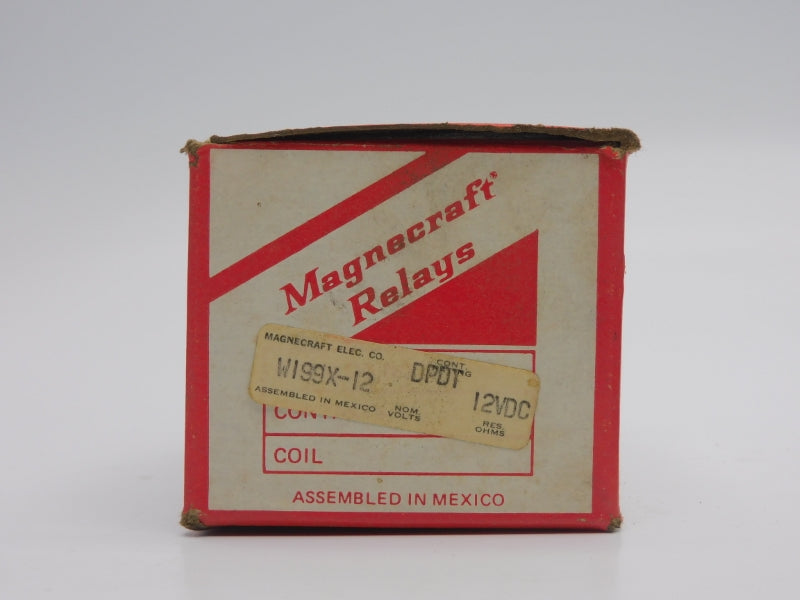 Magnecraft®
Relays
MAGNECRAFT ELEC. CO.
CONT.
W199X-12 DPDT 12VDC
ASSEMBLED IN MEXICO
NOM.
VOLTS
RES.
OHMS
COIL
ASSEMBLED IN MEXICO